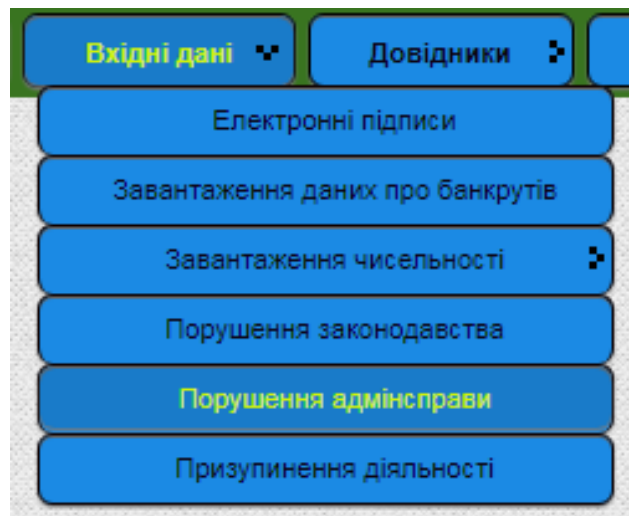 Вхідні дані
Довідники
Електронні підписи
Завантаження даних про банкрутів
Завантаження чисельності
Порушення законодавства
Порушення адмінсправи
Призупинення діяльності